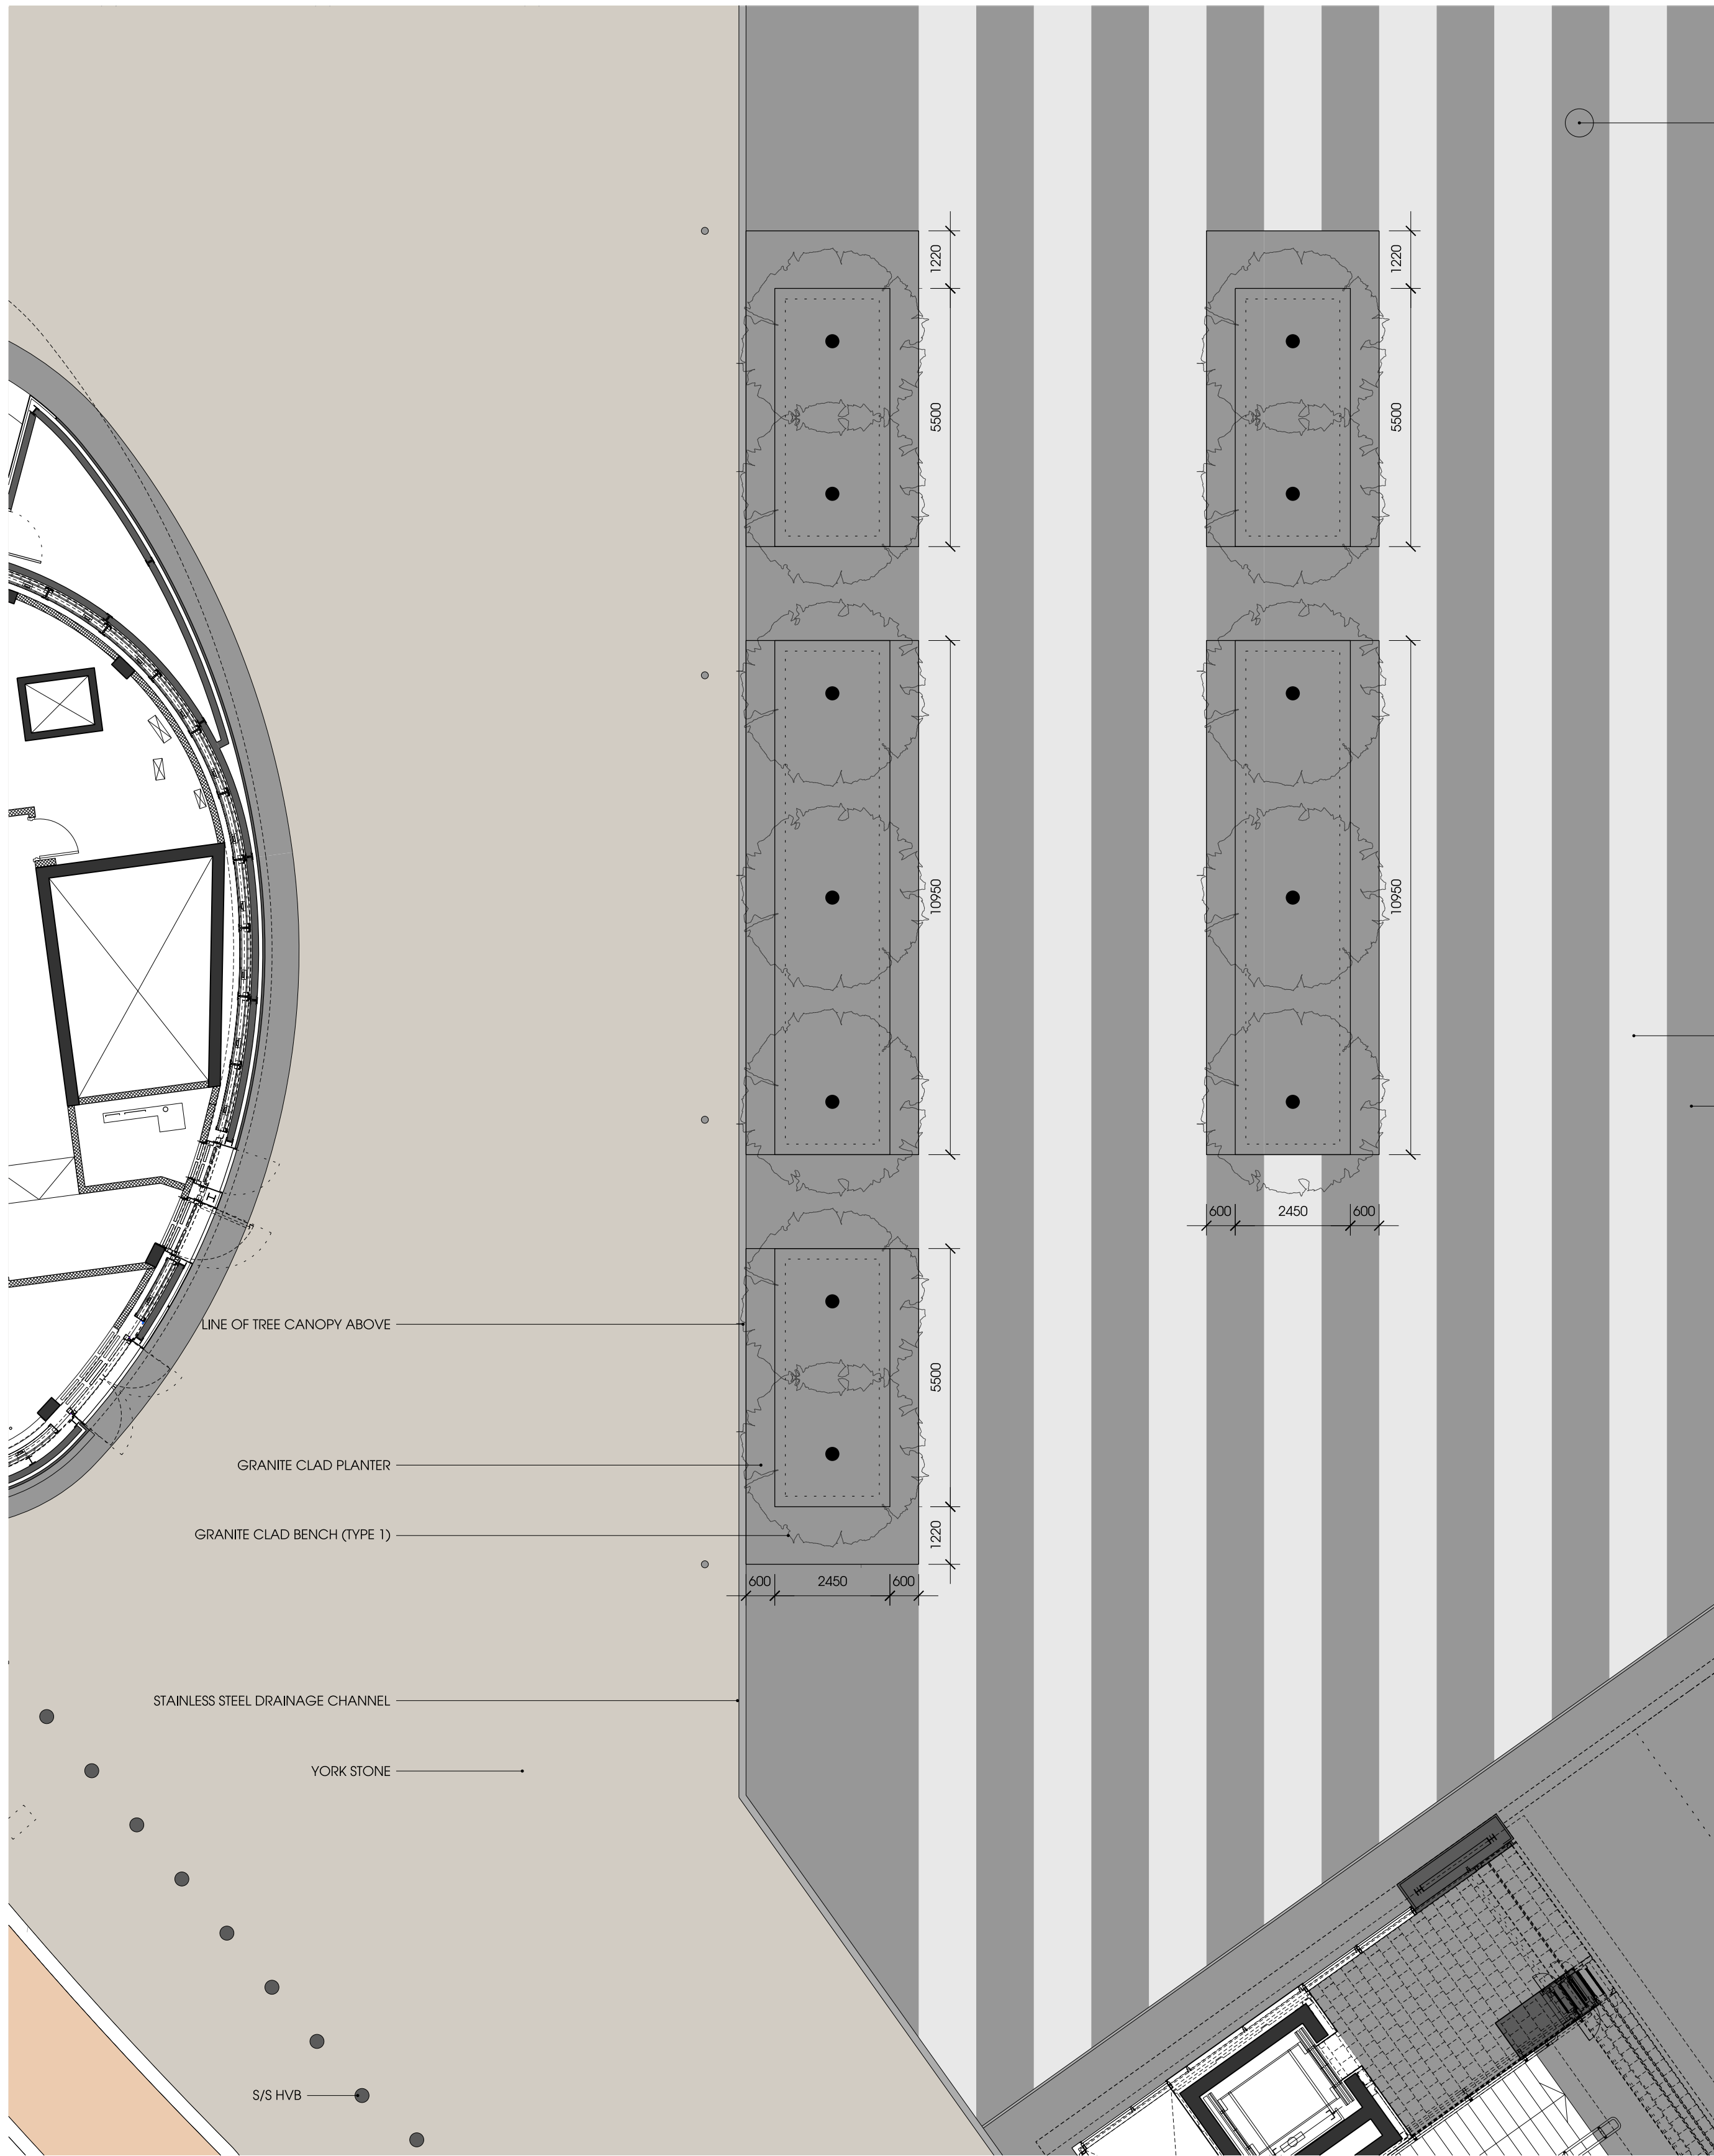 1220
1220
5500
5500
10950
10950
600 2450 600
LINE OF TREE CANOPY ABOVE
5500
GRANITE CLAD PLANTER
GRANITE CLAD BENCH (TYPE 1)
1220
600 2450 600
STAINLESS STEEL DRAINAGE CHANNEL
YORK STONE
S/S HVB